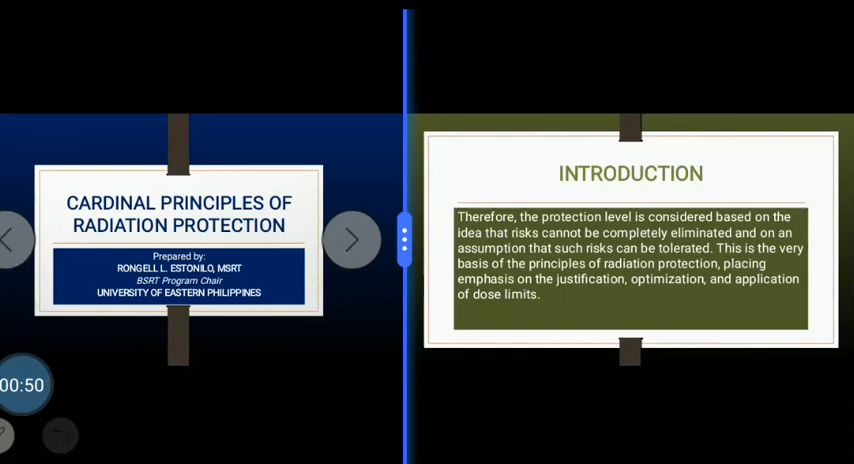 CARDINAL PRINCIPLES OF
RADIATION PROTECTION
Prepared by:
RONGELL L. ESTONILO, MSRT
BSRT Program Chair
UNIVERSITY OF EASTERN PHILIPPINES
00:50
INTRODUCTION
Therefore, the protection level is considered based on the
idea that risks cannot be completely eliminated and on an
assumption that such risks can be tolerated. This is the very
basis of the principles of radiation protection, placing
emphasis on the justification, optimization, and application
of dose limits.